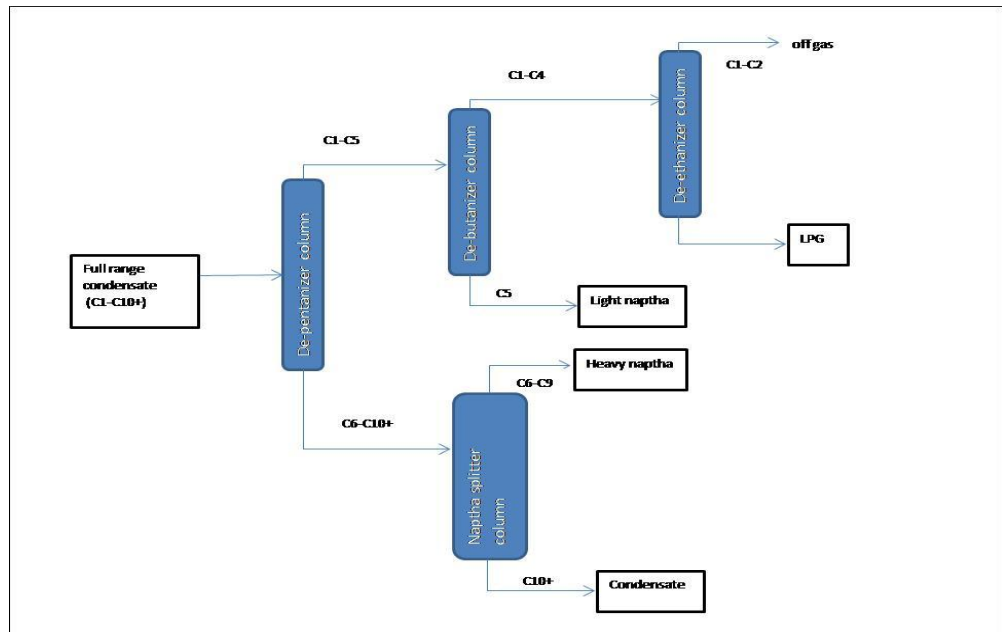 off gas
C1-C2
C1-C4
De-ethanizer column
C1-C5
De-butanizer column
De-pentanizer column
LPG
Full range
condensate
(C1-C10+)
C5
Light naptha
Heavy naptha
C6-C9
C6-C10+
Naptha splitter
column
C10+
Condensate